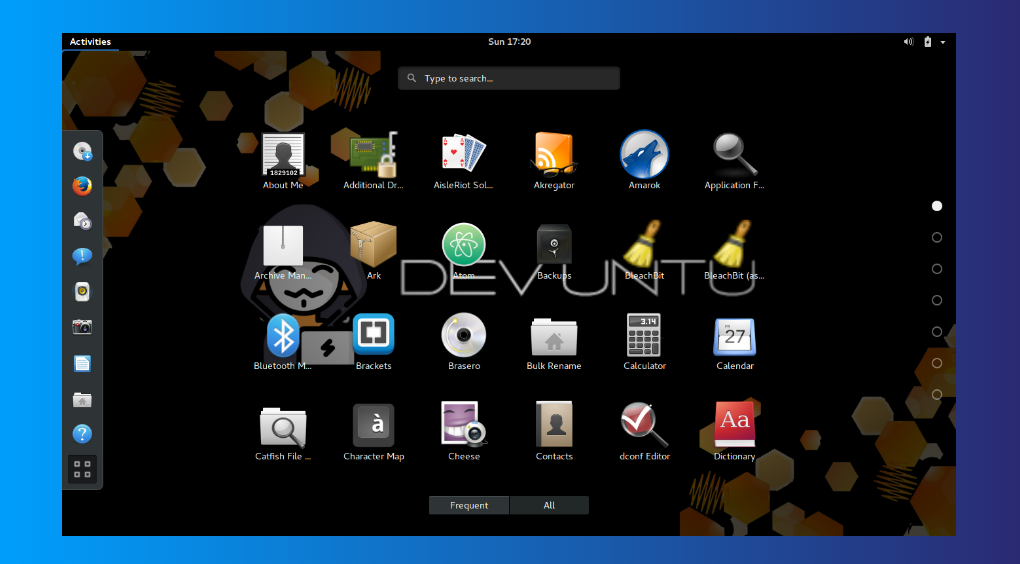 Activities
Sun 17:20
Type to search...
1829102
About Me
Additional Dr...
AisleRiot Sol...
Akregator
Amarok
Application F...
Archive Man...
Ark
Atom
Backups
BleachBit
BleachBit (as...
DEVUNTU
3.14
27
Bluetooth M...
Brackets
Brasero
Bulk Rename
Calculator
Calendar
à
Aa
Catfish File ...
Character Map
Cheese
Contacts
dconf Editor
Dictionary
Frequent
All